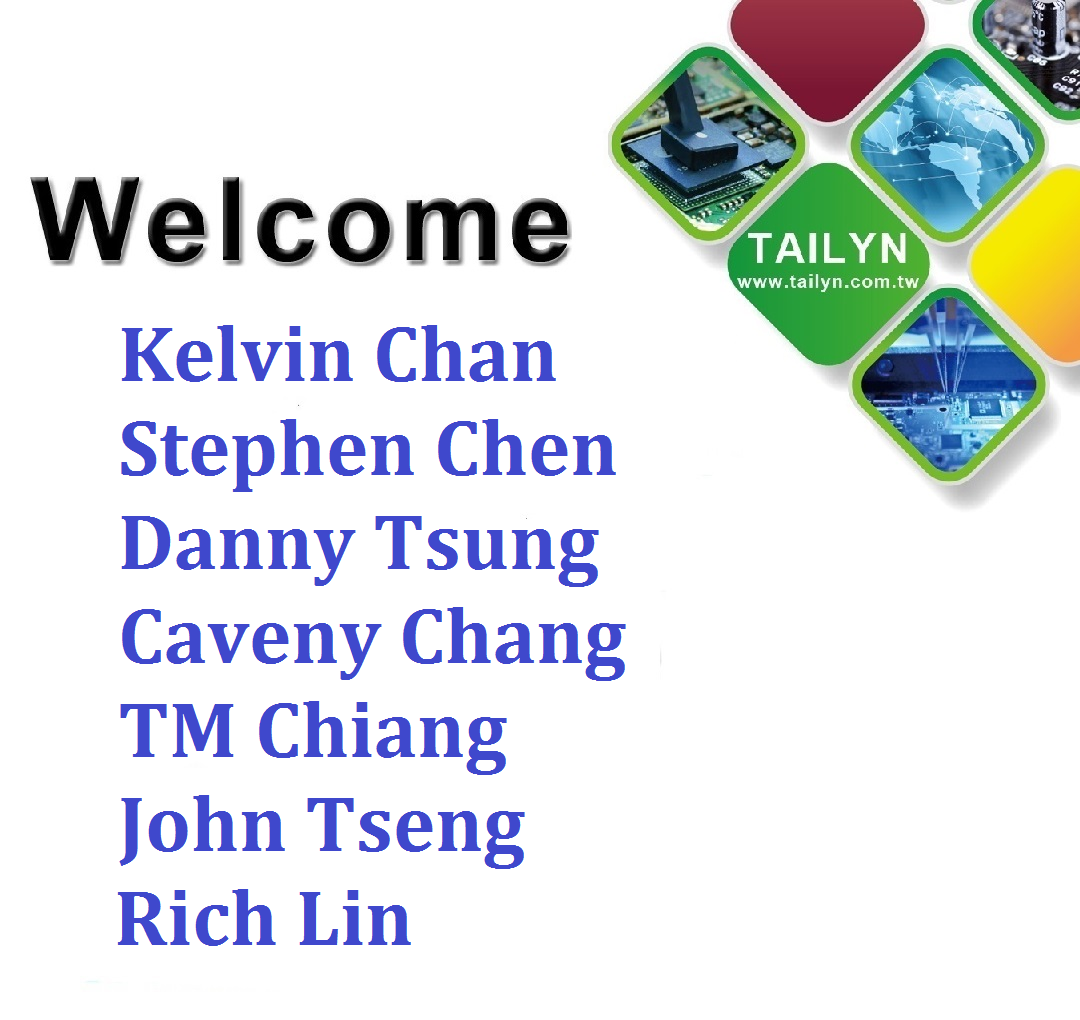 Welcome
TAILYN
www.tailyn.com.tw
Kelvin Chan
Stephen Chen
Danny Tsung
Caveny Chang
TM Chiang
John Tseng
Rich Lin